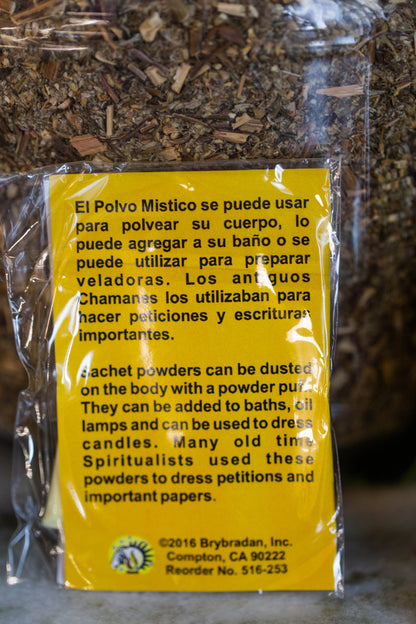 El Polvo Mistico se puede usar
para polvear su cuerpo, lo
puede agregar a su baño o se
puede utilizar para preparar
veladoras. Los antiguos
Chamanes los utilizaban para
hacer peticiones y escrituras
importantes.
Sachet powders can be dusted
on the body with a powder puff.
They can be added to baths, oil
lamps and can be used to dress
candles. Many old time
Spiritualists used these
powders to dress petitions and
important papers.
©2016 Brybradan, Inc.
Compton, CA 90222
Reorder No. 516-253